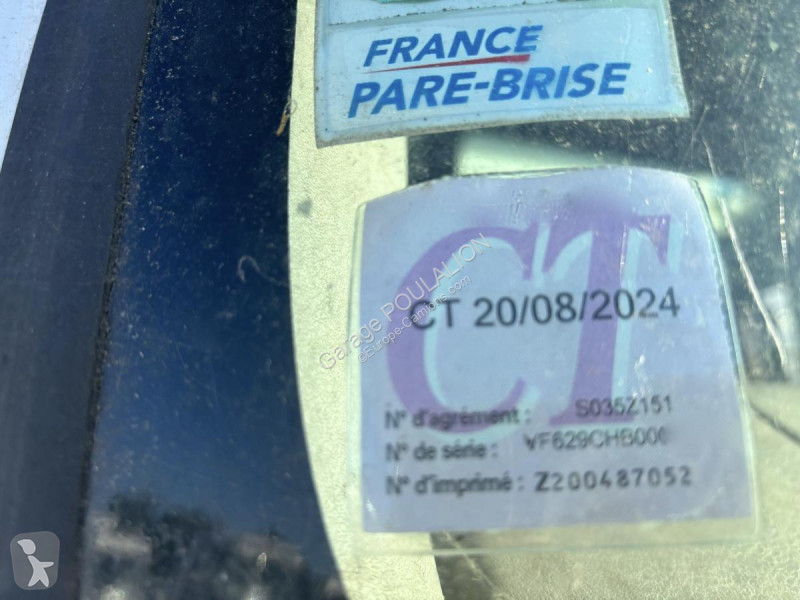 FRANCE
PARE-BRISE
CT
CT 20/08/2024
Garage POULALION
©Europe-Camions.com
N° d'agrément : S035Z151
N° de série : VF629CHB000
N° d'imprimé : Z200487052